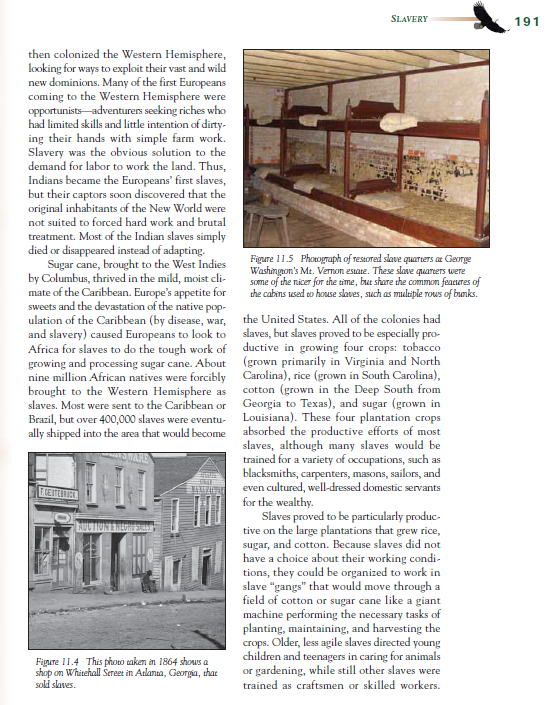 SLAVERY 191
then colonized the Western Hemisphere,
looking for ways to exploit their vast and wild
new dominions. Many of the first Europeans
coming to the Western Hemisphere were
opportunists—adventurers seeking riches who
had limited skills and little intention of dirty-
ing their hands with simple farm work.
Slavery was the obvious solution to the
demand for labor to work the land. Thus,
Indians became the Europeans' first slaves,
but their captors soon discovered that the
original inhabitants of the New World were
not suited to forced hard work and brutal
treatment. Most of the Indian slaves simply
died or disappeared instead of adapting.
Sugar cane, brought to the West Indies
by Columbus, thrived in the mild, moist cli-
mate of the Caribbean. Europe's appetite for
sweets and the devastation of the native pop-
ulation of the Caribbean (by disease, war,
and slavery) caused Europeans to look to
Africa for slaves to do the tough work of
growing and processing sugar cane. About
nine million African natives were forcibly
brought to the Western Hemisphere as
slaves. Most were sent to the Caribbean or
Brazil, but over 400,000 slaves were eventu-
ally shipped into the area that would become
F. GEUTEBRUCK
AUCTION & NEGRO SALES
Figure 11.4 This photo taken in 1864 shows a
shop on Whitehall Street in Atlanta, Georgia, that
sold slaves.
Figure 11.5 Photograph of restored slave quarters at George
Washington's Mt. Vernon estate. These slave quarters were
some of the nicer for the time, but share the common features of
the cabins used to house slaves, such as multiple rows of bunks.
the United States. All of the colonies had
slaves, but slaves proved to be especially pro-
ductive in growing four crops: tobacco
(grown primarily in Virginia and North
Carolina), rice (grown in South Carolina),
cotton (grown in the Deep South from
Georgia to Texas), and sugar (grown in
Louisiana). These four plantation crops
absorbed the productive efforts of most
slaves, although many slaves would be
trained for a variety of occupations, such as
blacksmiths, carpenters, masons, sailors, and
even cultured, well-dressed domestic servants
for the wealthy.
Slaves proved to be particularly produc-
tive on the large plantations that grew rice,
sugar, and cotton. Because slaves did not
have a choice about their working condi-
tions, they could be organized to work in
slave "gangs" that would move through a
field of cotton or sugar cane like a giant
machine performing the necessary tasks of
planting, maintaining, and harvesting the
crops. Older, less agile slaves directed young
children and teenagers in caring for animals
or gardening, while still other slaves were
trained as craftsmen or skilled workers.